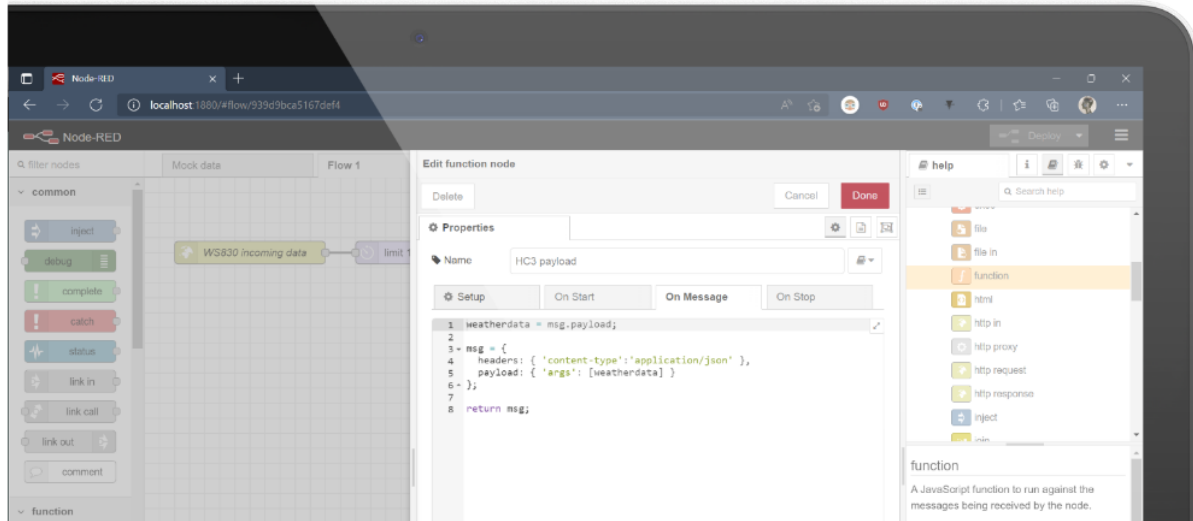 Node-RED
localhost:1880/#flow/939d9bca5167def4
Node-RED
Deploy
filter nodes
Mock data
Flow 1
Edit function node
help
common
Delete
Cancel
Done
Search help
inject
Properties
file
debug
WS830 incoming data
limit 1
Name
HC3 payload
file in
complete
function
catch
Setup
On Start
On Message
On Stop
html
status
1 weatherdata = msg.payload;
http in
2
3 msg = {
http proxy
link in
4 headers: { 'content-type':'application/json' },
5 payload: { 'args': [weatherdata] }
http request
link call
6 };
7
http response
8 return msg;
link out
inject
join
comment
function
A JavaScript function to run against the
messages being received by the node.
function